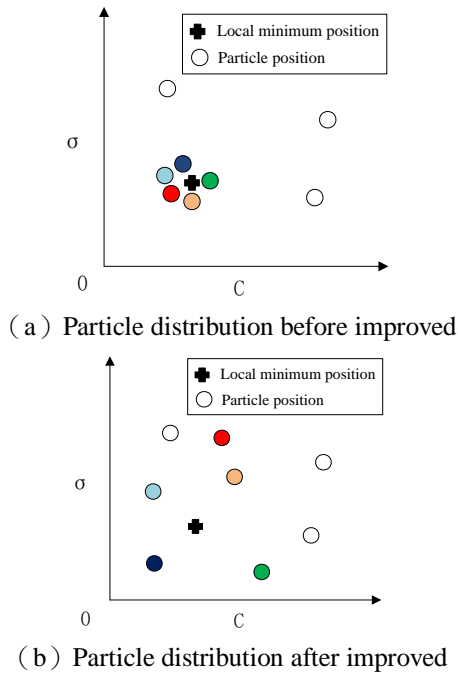 Local minimum position
Particle position
σ
0
C
（a）Particle distribution before improved
Local minimum position
Particle position
σ
0
C
（b）Particle distribution after improved